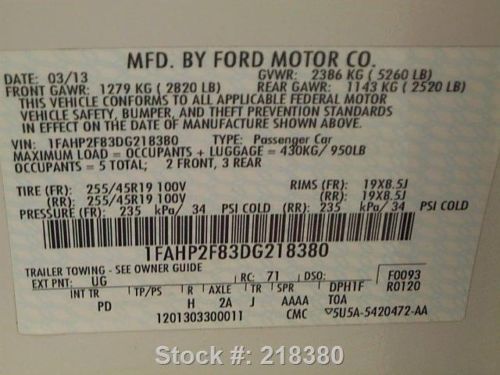 MFD. BY FORD MOTOR CO.
DATE: 03/13 GVWR: 2386 KG ( 5260 LB)
FRONT GAWR: 1279 KG ( 2820 LB) REAR GAWR: 1143 KG ( 2520 LB)
THIS VEHICLE CONFORMS TO ALL APPLICABLE FEDERAL MOTOR
VEHICLE SAFETY, BUMPER, AND THEFT PREVENTION STANDARDS
IN EFFECT ON THE DATE OF MANUFACTURE SHOWN ABOVE.
VIN: 1FAHP2F83DG218380 TYPE: Passenger Car
MAXIMUM LOAD = OCCUPANTS + LUGGAGE = 430KG/ 950LB
OCCUPANTS = 5 TOTAL; 2 FRONT, 3 REAR
TIRE (FR): 255/45R19 100V RIMS (FR): 19X8.5J
(RR): 255/45R19 100V (RR): 19X8.5J
PRESSURE (FR): 235 kPa/ 34 PSI COLD (RR): 235 kPa/ 34 PSI COLD
1FAHP2F83DG218380
TRAILER TOWING - SEE OWNER GUIDE
EXT PNT: UG RC: 71 DSO: F0093
INT TR TP/PS R AXLE TR SPR DPH1F R0120
PD H 2A J AAAA TOA
1201303300011 CMC 5U5A-5420472-AA
Stock #: 218380